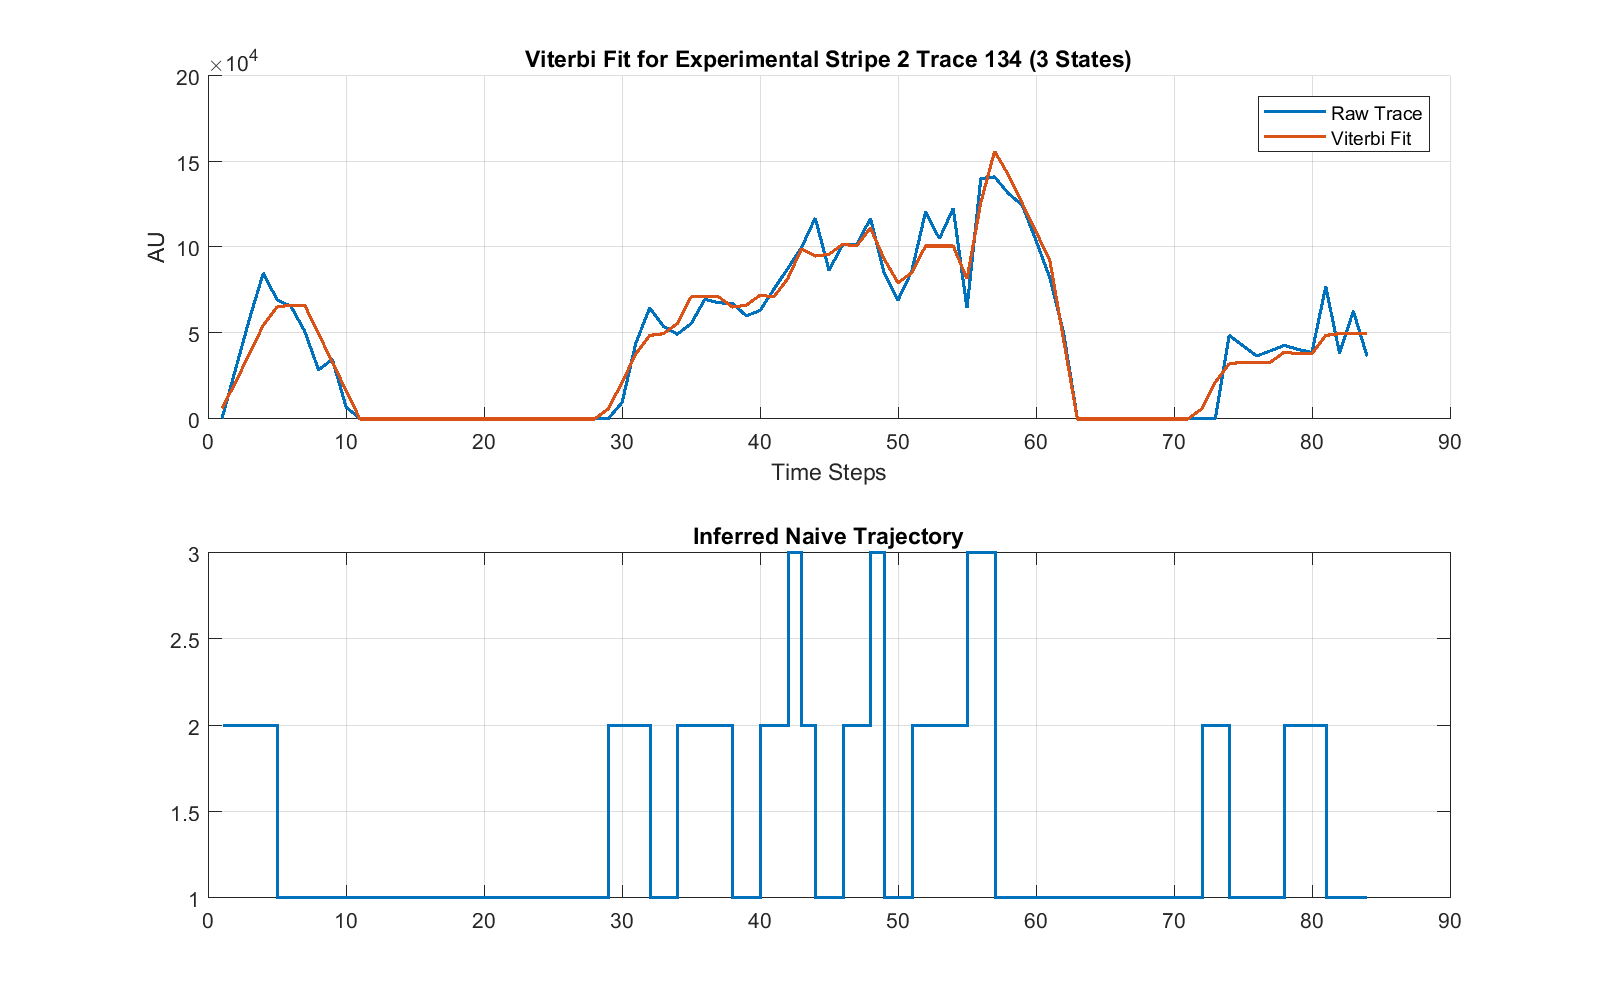 Viterbi Fit for Experimental Stripe 2 Trace 134 (3 States)
×10⁴
20
15
10
5
0
AU
Raw Trace
Viterbi Fit
0 10 20 30 40 50 60 70 80 90
Time Steps
Inferred Naive Trajectory
3
2.5
2
1.5
1
0 10 20 30 40 50 60 70 80 90